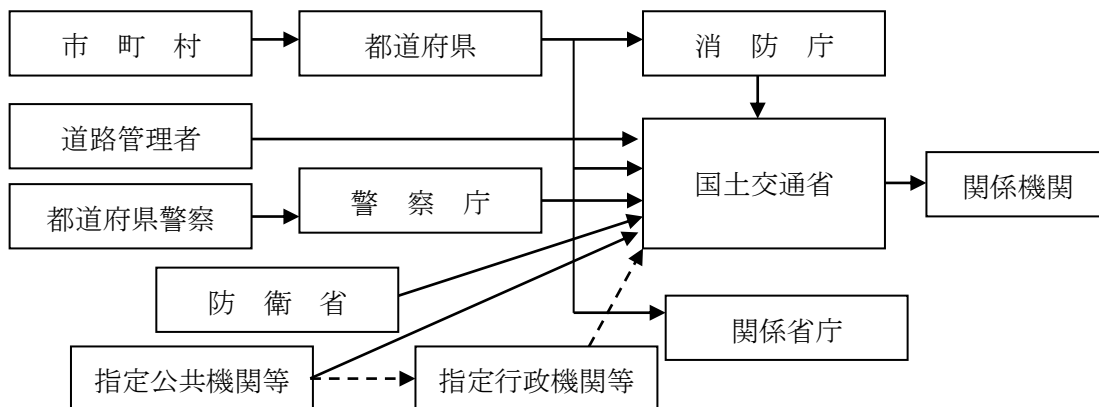 市　町　村
都道府県
消　防　庁
道路管理者
国土交通省
関係機関
警　察　庁
都道府県警察
防　衛　省
関係省庁
指定公共機関等
指定行政機関等